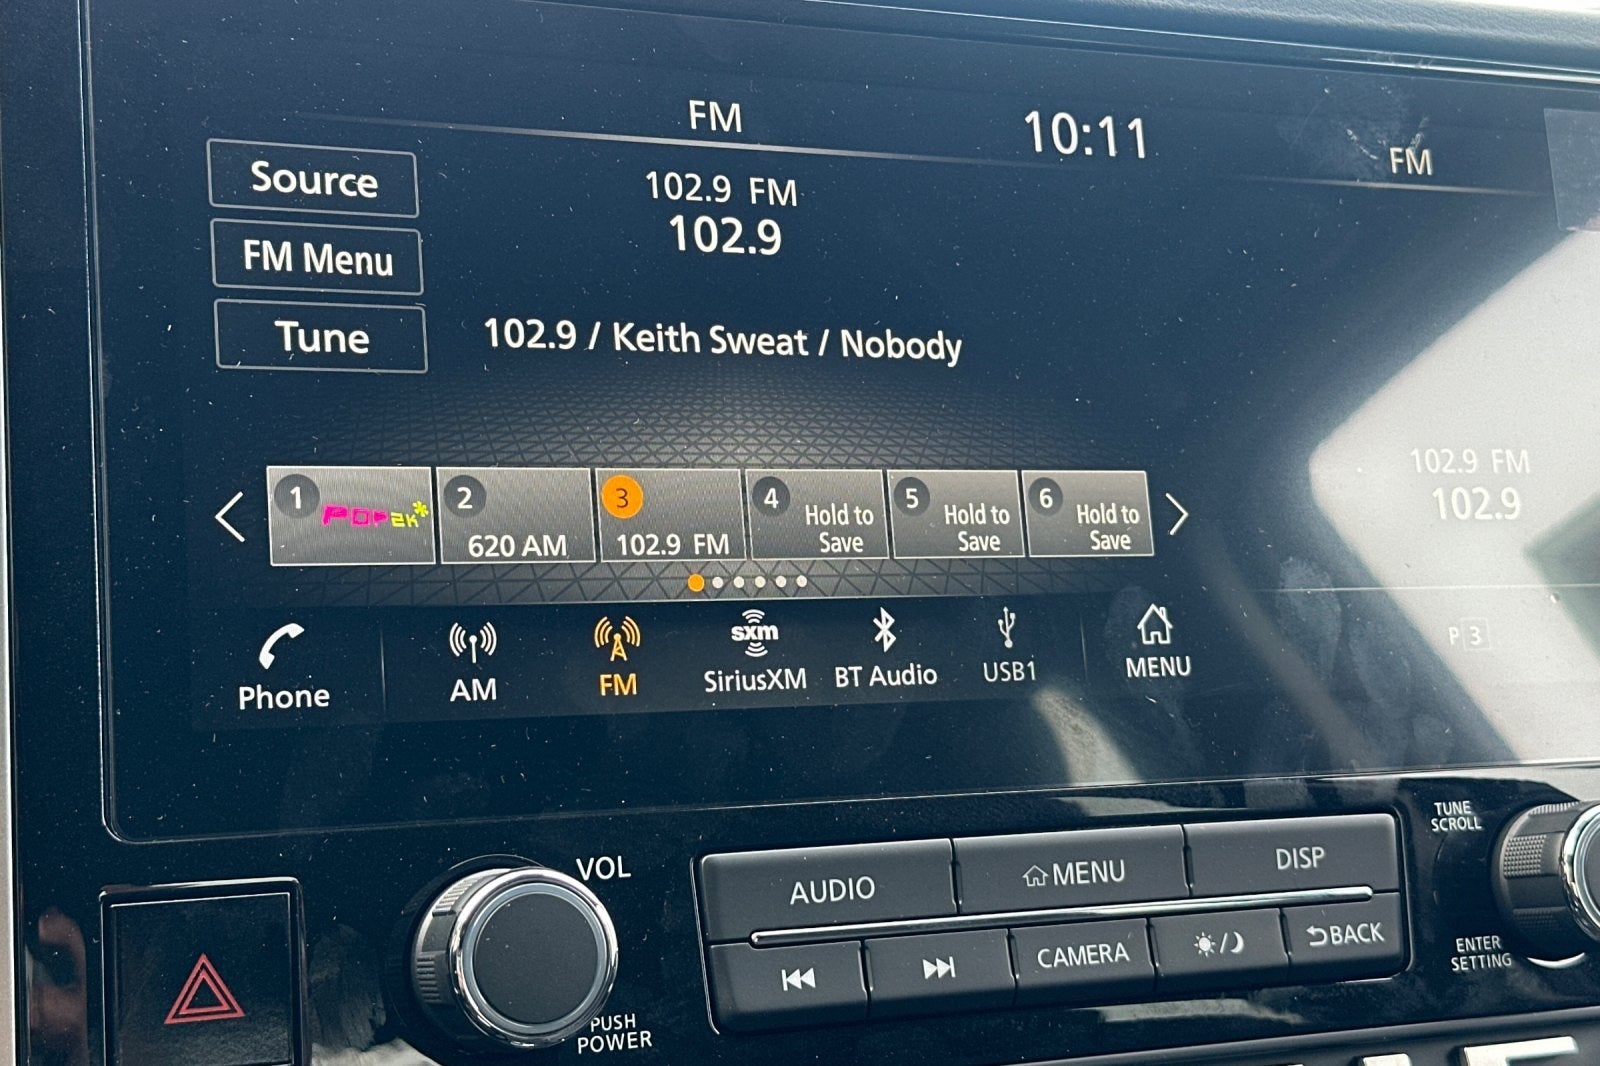 FM
10:11
FM
Source
102.9 FM
102.9
FM Menu
Tune
102.9 / Keith Sweat / Nobody
1 POP2K*
2 620 AM
3 102.9 FM
4 Hold to Save
5 Hold to Save
6 Hold to Save
102.9 FM
102.9
P 3
Phone
AM
FM
sxm
SiriusXM
BT Audio
USB1
MENU
VOL
PUSH
POWER
AUDIO
MENU
DISP
CAMERA
BACK
TUNE
SCROLL
ENTER
SETTING